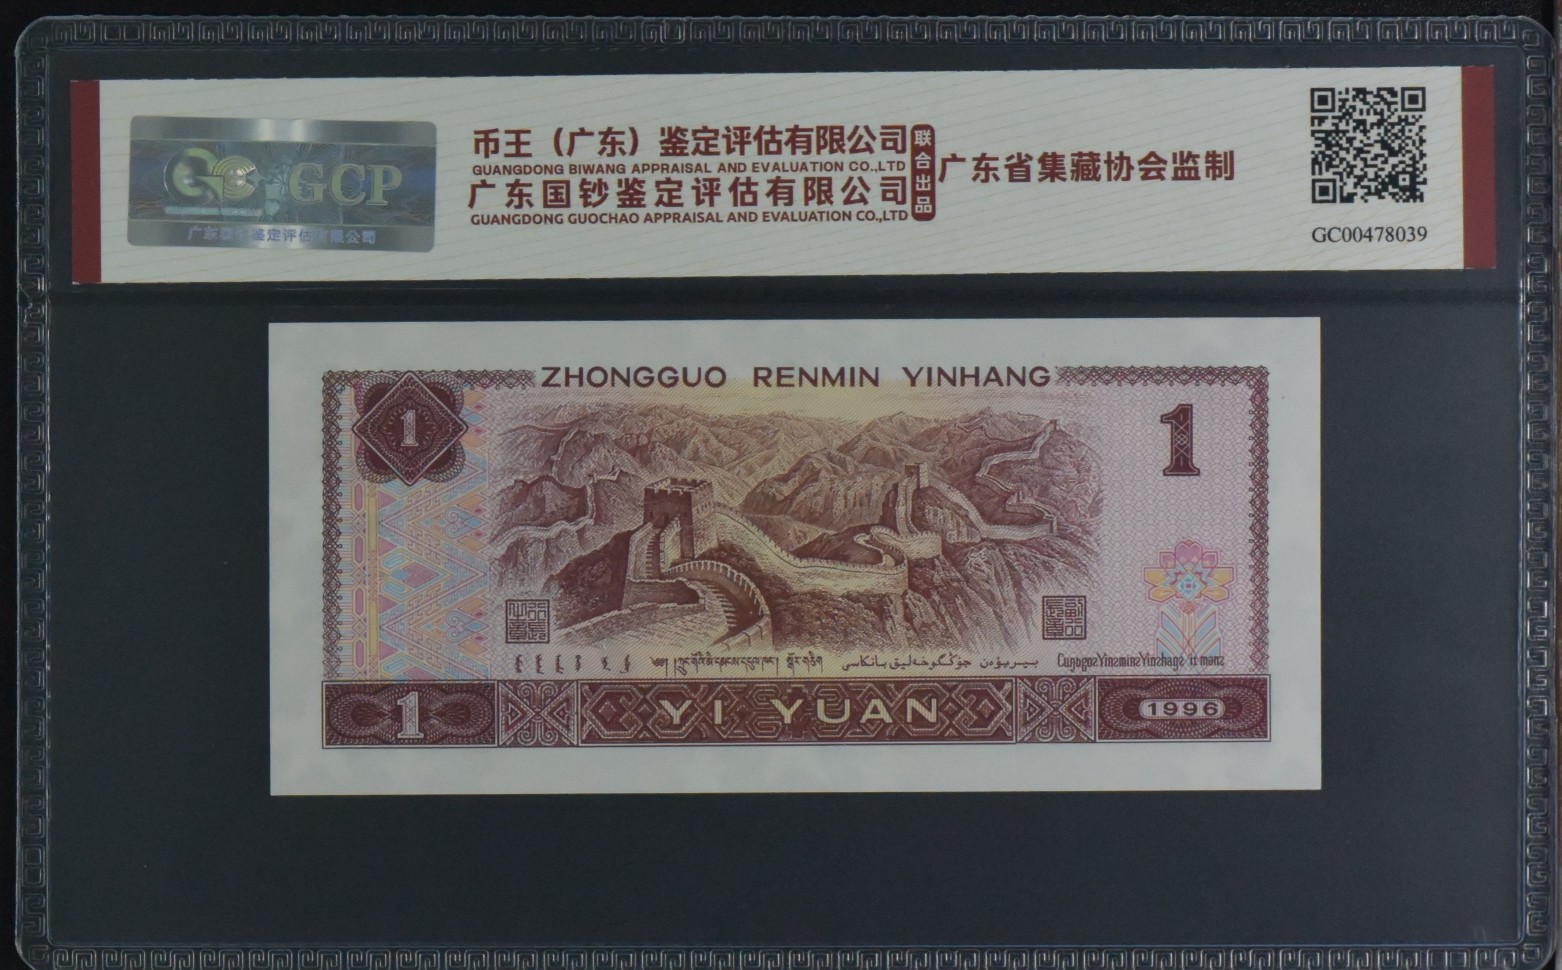 币王（广东）鉴定评估有限公司
GUANGDONG BIWANG APPRAISAL AND EVALUATION CO.,LTD
广东国钞鉴定评估有限公司
GUANGDONG GUOCHAO APPRAISAL AND EVALUATION CO.,LTD
联合出品
广东省集藏协会监制
GCP
GC00478039
ZHONGGUO RENMIN YINHANG
1
1
1
YI YUAN
1996